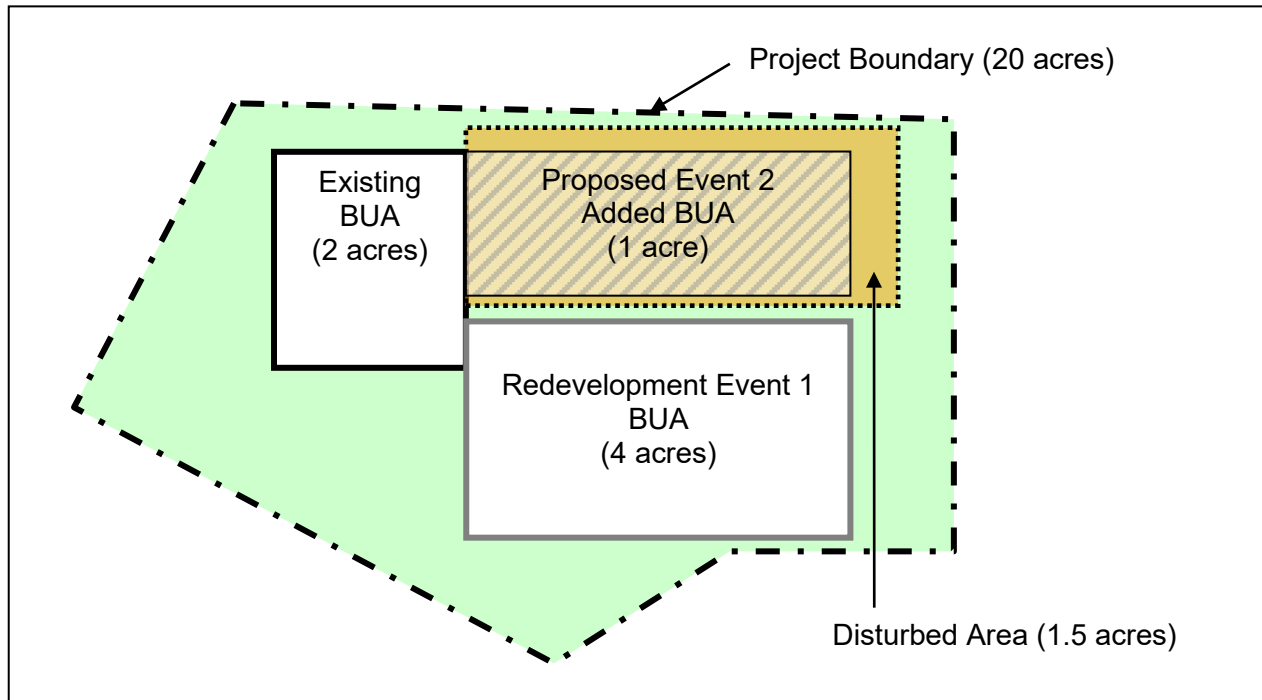 Project Boundary (20 acres)
Existing
BUA
(2 acres)
Proposed Event 2
Added BUA
(1 acre)
Redevelopment Event 1
BUA
(4 acres)
Disturbed Area (1.5 acres)